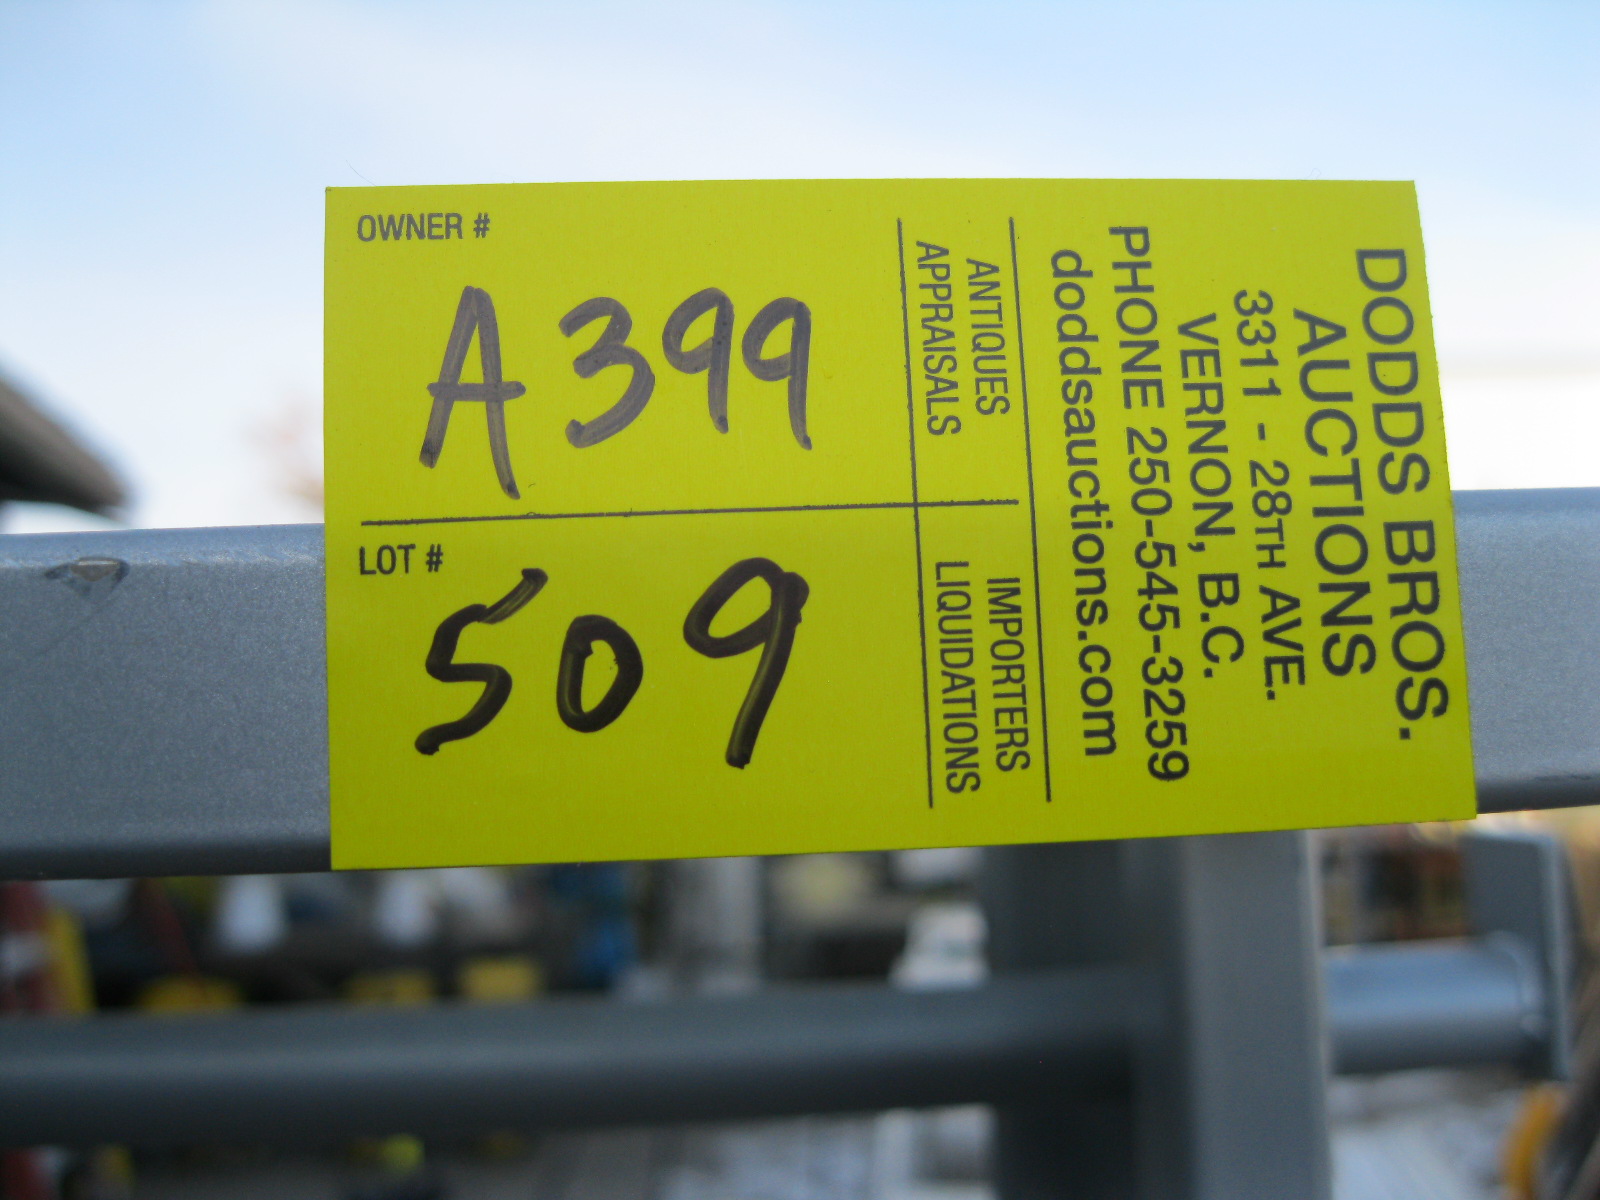 OWNER #
A399
LOT #
509
DODDS BROS.
AUCTIONS
3311 - 28TH AVE.
VERNON, B.C.
PHONE 250-545-3259
doddsauctions.com
ANTIQUES IMPORTERS
APPRAISALS LIQUIDATIONS